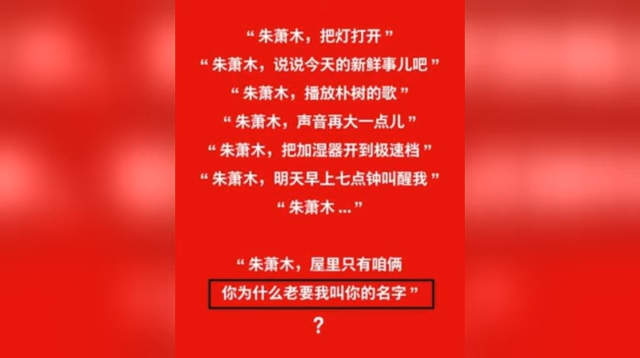 “朱萧木，把灯打开”
“朱萧木，说说今天的新鲜事儿吧”
“朱萧木，播放朴树的歌”
“朱萧木，声音再大一点儿”
“朱萧木，把加湿器开到极速档”
“朱萧木，明天早上七点钟叫醒我”
“朱萧木 ...”
“朱萧木，屋里只有咱俩
你为什么老要我叫你的名字”
？